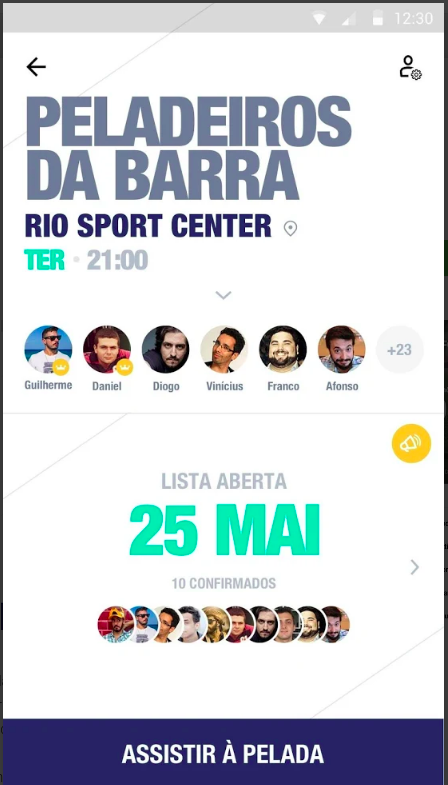 12:30
PELADEIROS
DA BARRA
RIO SPORT CENTER
TER • 21:00
Guilherme Daniel Diogo Vinícius Franco Afonso +23
LISTA ABERTA
25 MAI
10 CONFIRMADOS
ASSISTIR À PELADA